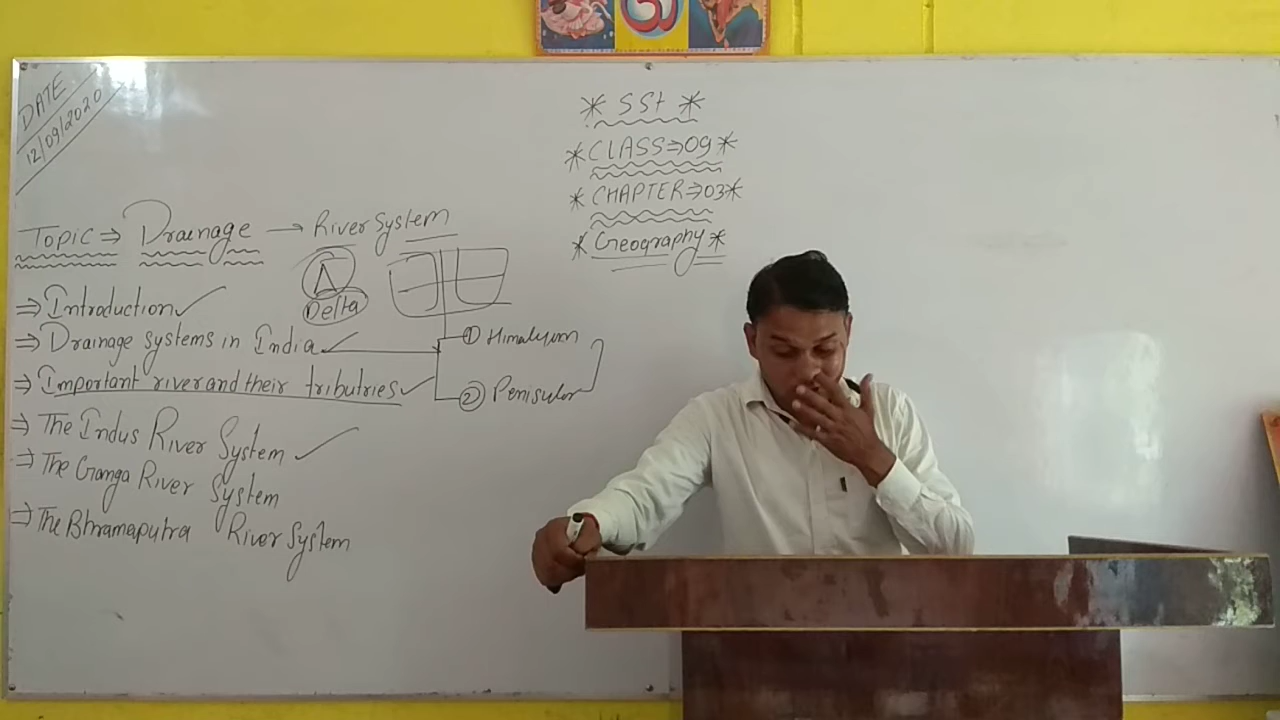 DATE
12/09/2020
* SSt *
* CLASS⇒09 *
* CHAPTER⇒03 *
* Geography *
Topic ⇒ Drainage → River System
Delta
⇒ Introduction ✓
⇒ Drainage systems in India ✓
① Himalyan
⇒ Important river and their tributries ✓
② Penisular
⇒ The Indus River System ✓
⇒ The Ganga River System
⇒ The Bhramaputra River System
ॐ